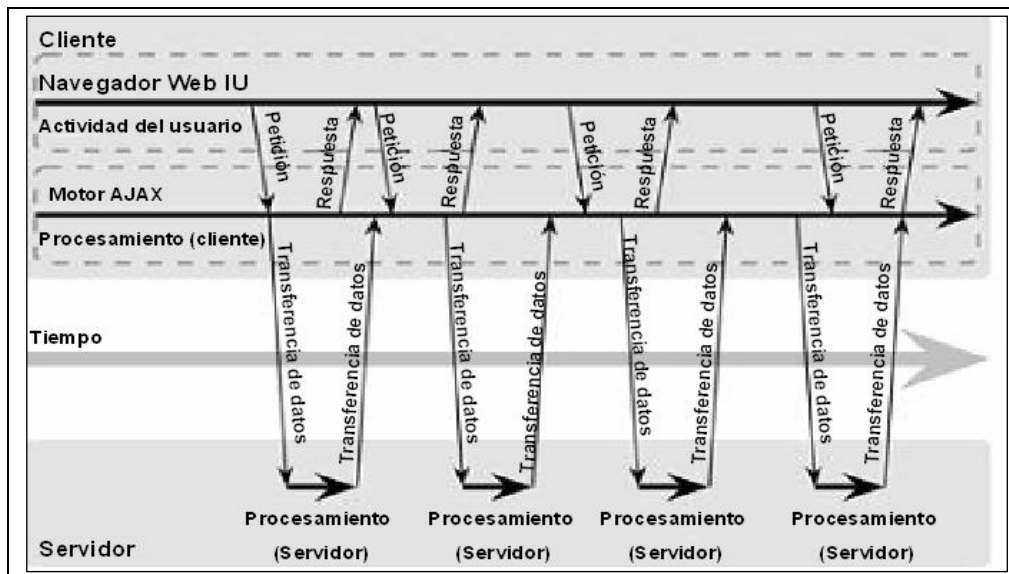 Cliente
Navegador Web IU
Actividad del usuario
Petición
Respuesta
Petición
Respuesta
Petición
Respuesta
Petición
Respuesta
Motor AJAX
Procesamiento (cliente)
Transferencia de datos
Transferencia de datos
Transferencia de datos
Transferencia de datos
Transferencia de datos
Transferencia de datos
Transferencia de datos
Transferencia de datos
Tiempo
Procesamiento
(Servidor)
Procesamiento
(Servidor)
Procesamiento
(Servidor)
Procesamiento
(Servidor)
Servidor